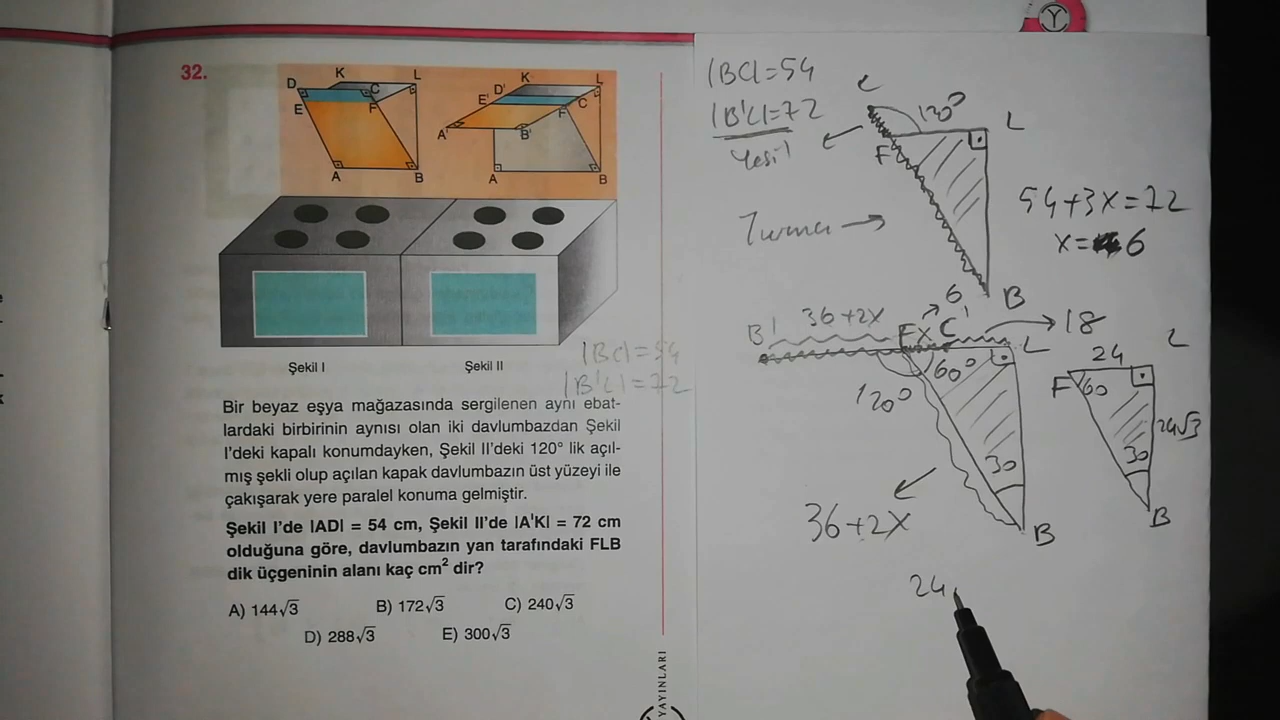 32.
K
L
D
C
E
F
A
B
K
L
D'
E'
C
F
A'
B'
A
B
Şekil I
Şekil II
|BC|=54
|B'L|=72
Bir beyaz eşya mağazasında sergilenen aynı ebat-
lardaki birbirinin aynısı olan iki davlumbazdan Şekil
I'deki kapalı konumdayken, Şekil II'deki 120° lik açıl-
mış şekli olup açılan kapak davlumbazın üst yüzeyi ile
çakışarak yere paralel konuma gelmiştir.
Şekil I'de |AD| = 54 cm, Şekil II'de |A'K| = 72 cm
olduğuna göre, davlumbazın yan tarafındaki FLB
dik üçgeninin alanı kaç cm² dir?
A) 144√3
B) 172√3
C) 240√3
D) 288√3
E) 300√3
YAYINLARI
Y
|BC|=54
|B'L|=72
Yeşil
C
120°
L
F
B
54+3x=72
x=6
6
B'
36+2x
F
x
C'
18
L
60°
120°
30
36+2x
B
L
24
F
60
24√3
30
B
24